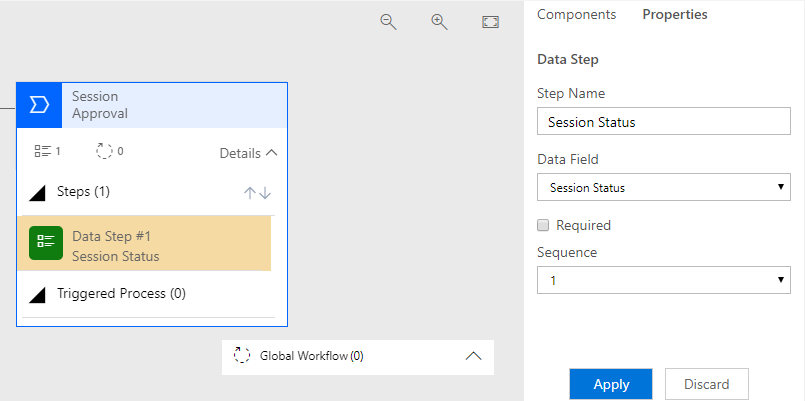 Session
Approval
1
0
Details
Steps (1)
Data Step #1
Session Status
Triggered Process (0)
Global Workflow (0)
Components
Properties
Data Step
Step Name
Session Status
Data Field
Session Status
Required
Sequence
1
Apply
Discard